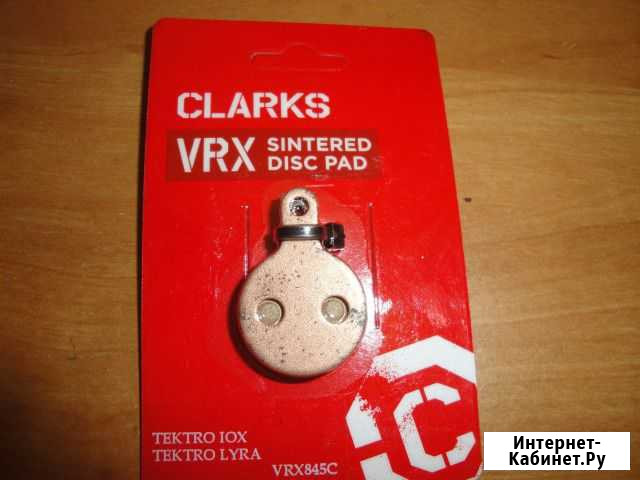 CLARKS
VRX SINTERED
DISC PAD
TEKTRO IOX
TEKTRO LYRA
VRX845C
Интернет-
Кабинет.Ру